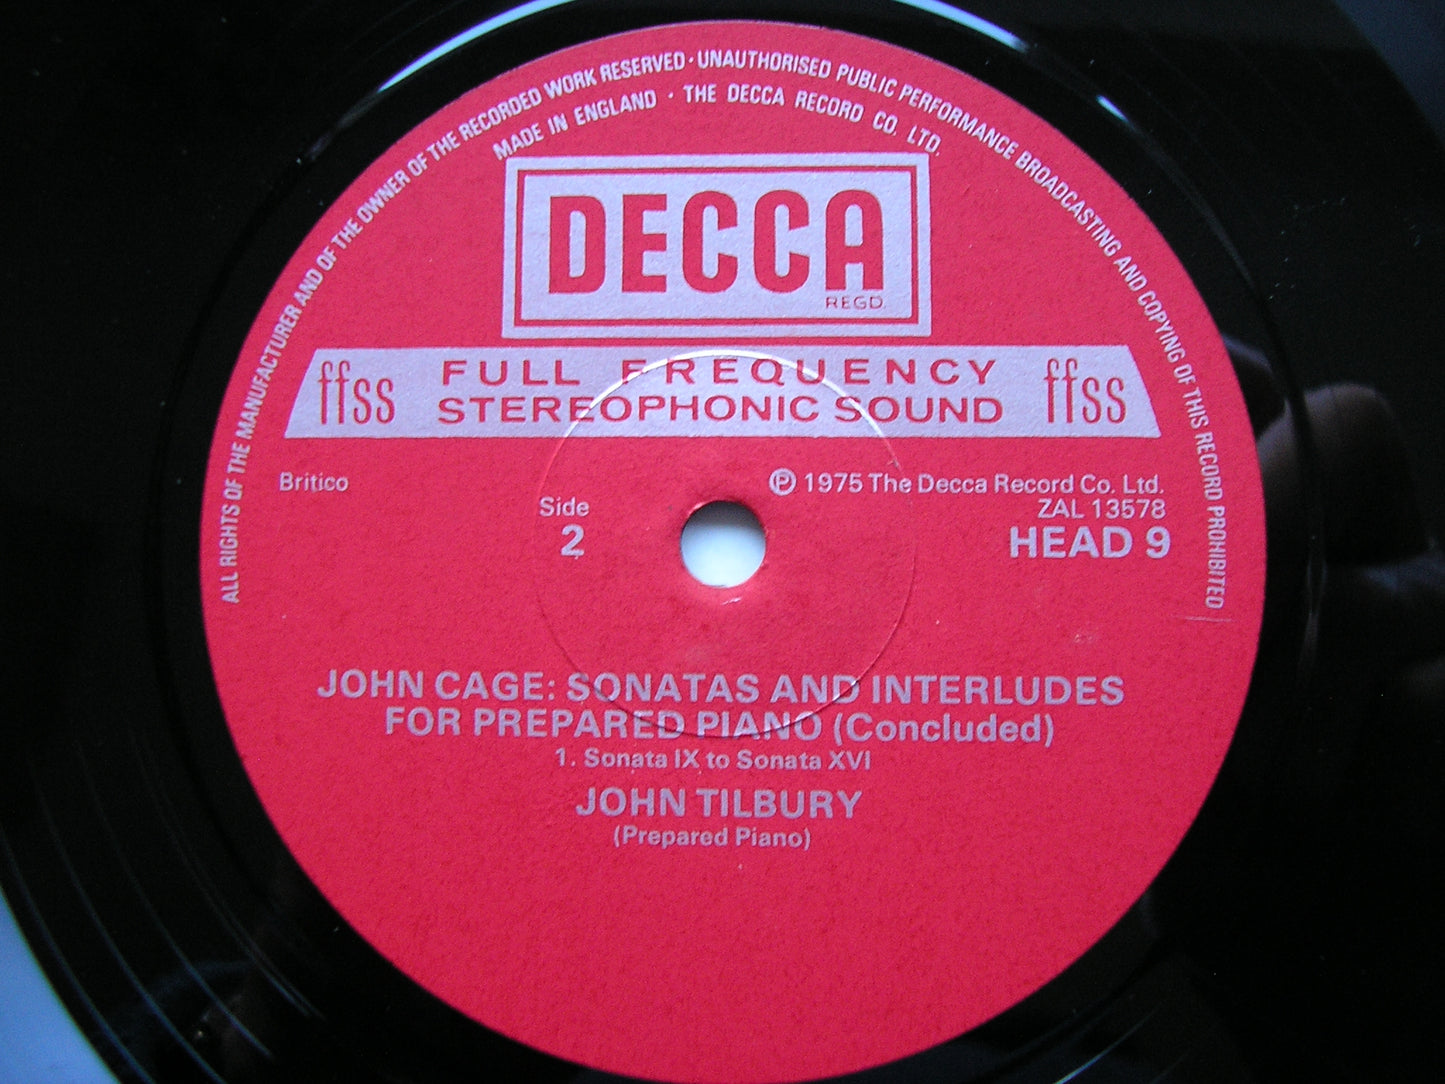 ALL RIGHTS OF THE MANUFACTURER AND OF THE OWNER OF THE RECORDED WORK RESERVED · UNAUTHORISED PUBLIC PERFORMANCE BROADCASTING AND COPYING OF THIS RECORD PROHIBITED
MADE IN ENGLAND · THE DECCA RECORD CO. LTD.
DECCA
REGD.
ffss FULL FREQUENCY ffss
STEREOPHONIC SOUND
Britico
℗ 1975 The Decca Record Co. Ltd.
Side
ZAL 13578
2
HEAD 9
JOHN CAGE: SONATAS AND INTERLUDES
FOR PREPARED PIANO (Concluded)
1. Sonata IX to Sonata XVI
JOHN TILBURY
(Prepared Piano)